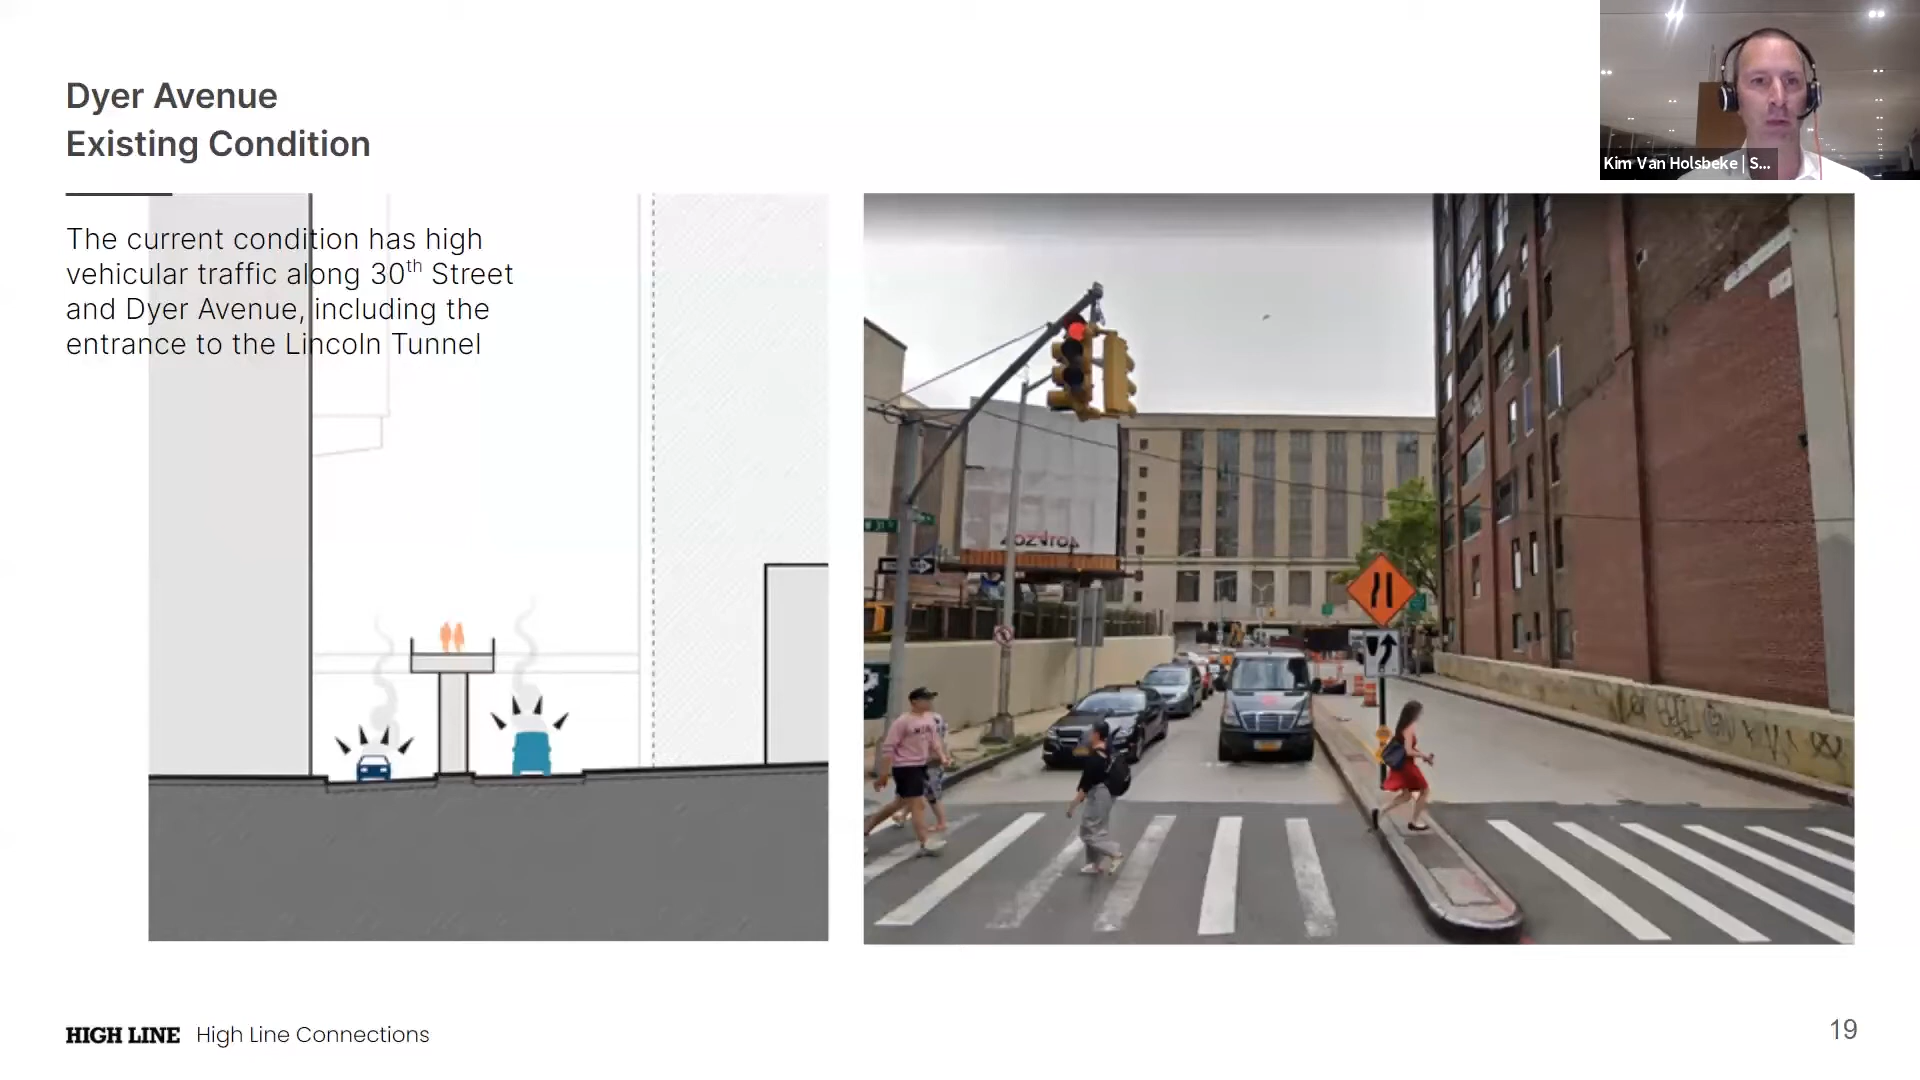 Dyer Avenue
Existing Condition
The current condition has high
vehicular traffic along 30th Street
and Dyer Avenue, including the
entrance to the Lincoln Tunnel
Kim Van Holsbeke | S...
HIGH LINE High Line Connections
19